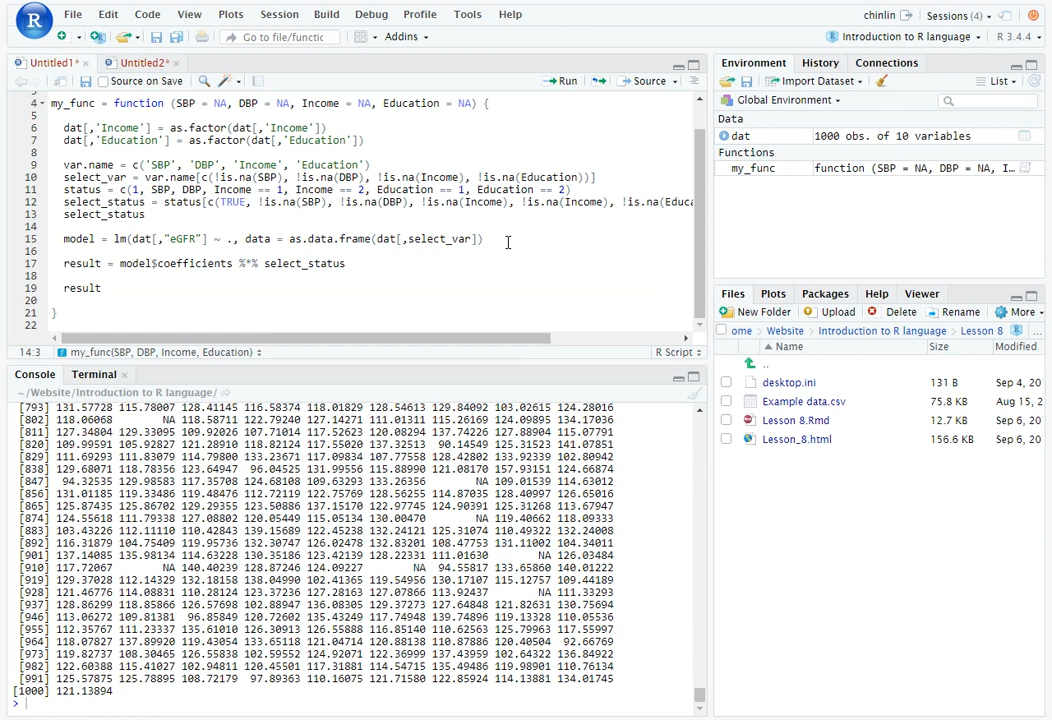 File Edit Code View Plots Session Build Debug Profile Tools Help
chinlin Sessions (4)
Go to file/functic Addins
Introduction to R language R 3.4.4
Untitled1* × Untitled2* ×
Source on Save Run Source
4 my_func = function (SBP = NA, DBP = NA, Income = NA, Education = NA) {
5
6 dat[,'Income'] = as.factor(dat[,'Income'])
7 dat[,'Education'] = as.factor(dat[,'Education'])
8
9 var.name = c('SBP', 'DBP', 'Income', 'Education')
10 select_var = var.name[c(!is.na(SBP), !is.na(DBP), !is.na(Income), !is.na(Education))]
11 status = c(1, SBP, DBP, Income == 1, Income == 2, Education == 1, Education == 2)
12 select_status = status[c(TRUE, !is.na(SBP), !is.na(DBP), !is.na(Income), !is.na(Income), !is.na(Educa
13 select_status
14
15 model = lm(dat[,"eGFR"] ~ ., data = as.data.frame(dat[,select_var])
16
17 result = model$coefficients %*% select_status
18
19 result
20
21 }
22
14:3 my_func(SBP, DBP, Income, Education) R Script
Console Terminal ×
~/Website/Introduction to R language/
[793] 131.57728 115.78007 128.41145 116.58374 118.01829 128.54613 129.84092 103.02615 124.28016
[802] 118.06068 NA 118.58711 122.79240 127.14271 111.01311 115.26169 124.09895 134.17036
[811] 127.34804 129.33095 109.92026 107.71014 117.52623 120.08294 137.74226 127.88904 115.07791
[820] 109.99591 105.92827 121.28910 118.82124 117.55020 137.32513 90.14549 125.31523 141.07851
[829] 111.69293 111.83079 114.79800 133.23671 117.09834 107.77558 128.42802 133.92339 102.80942
[838] 129.68071 118.78356 123.64947 96.04525 131.99556 115.88990 121.08170 157.93151 124.66874
[847] 94.32535 129.98583 117.35708 124.68108 109.63293 133.26356 NA 109.01539 114.63012
[856] 131.01185 119.33486 119.48476 112.72119 122.75769 128.56255 114.87035 128.40997 126.65016
[865] 125.87435 125.86702 129.29355 123.50886 137.15170 122.97745 124.90391 125.31268 113.67947
[874] 124.55618 111.79338 127.08802 120.05449 115.05134 130.00470 NA 119.40662 118.09333
[883] 103.43226 112.11110 110.42843 139.15689 122.45238 132.24121 125.31074 110.49322 132.24008
[892] 116.31879 104.75409 119.95736 132.30747 126.02478 132.83201 108.47753 131.11002 104.34011
[901] 137.14085 135.98134 114.63228 130.35186 123.42139 128.22331 111.01630 NA 126.03484
[910] 117.72067 NA 140.40239 128.87246 124.09227 NA 94.55817 133.65860 140.01222
[919] 129.37028 112.14329 132.18158 138.04990 102.41365 119.54956 130.17107 115.12757 109.44189
[928] 121.46776 114.08831 110.28124 123.37236 127.28163 127.07866 113.92437 NA 111.33293
[937] 128.86299 118.85866 126.57698 102.88947 136.08305 129.37273 127.64848 121.82631 130.75694
[946] 113.06272 109.81381 96.85849 120.72602 135.43249 117.74948 139.74896 119.13328 110.05536
[955] 112.35767 111.23337 135.61010 126.30913 126.55888 116.85140 110.62563 125.79963 117.55997
[964] 118.07827 137.89920 119.43054 133.65118 121.04714 120.88138 110.87886 120.40504 92.66769
[973] 119.82737 108.30465 126.55838 102.59552 124.92071 122.36999 137.43959 102.64322 136.84922
[982] 122.60388 115.41027 102.94811 120.45501 117.31881 114.54715 135.49486 119.98901 110.76134
[991] 125.57875 125.78895 108.72179 97.89363 110.16075 121.71580 122.85924 114.13881 134.01745
[1000] 121.13894
>
Environment History Connections
Import Dataset List
Global Environment
Data
dat 1000 obs. of 10 variables
Functions
my_func function (SBP = NA, DBP = NA, I…
Files Plots Packages Help Viewer
New Folder Upload Delete Rename More
ome Website Introduction to R language Lesson 8 ...
Name Size Modified
..
desktop.ini 131 B Sep 4, 20
Example data.csv 75.8 KB Aug 15, 2
Lesson 8.Rmd 12.7 KB Sep 6, 20
Lesson_8.html 156.6 KB Sep 6, 20